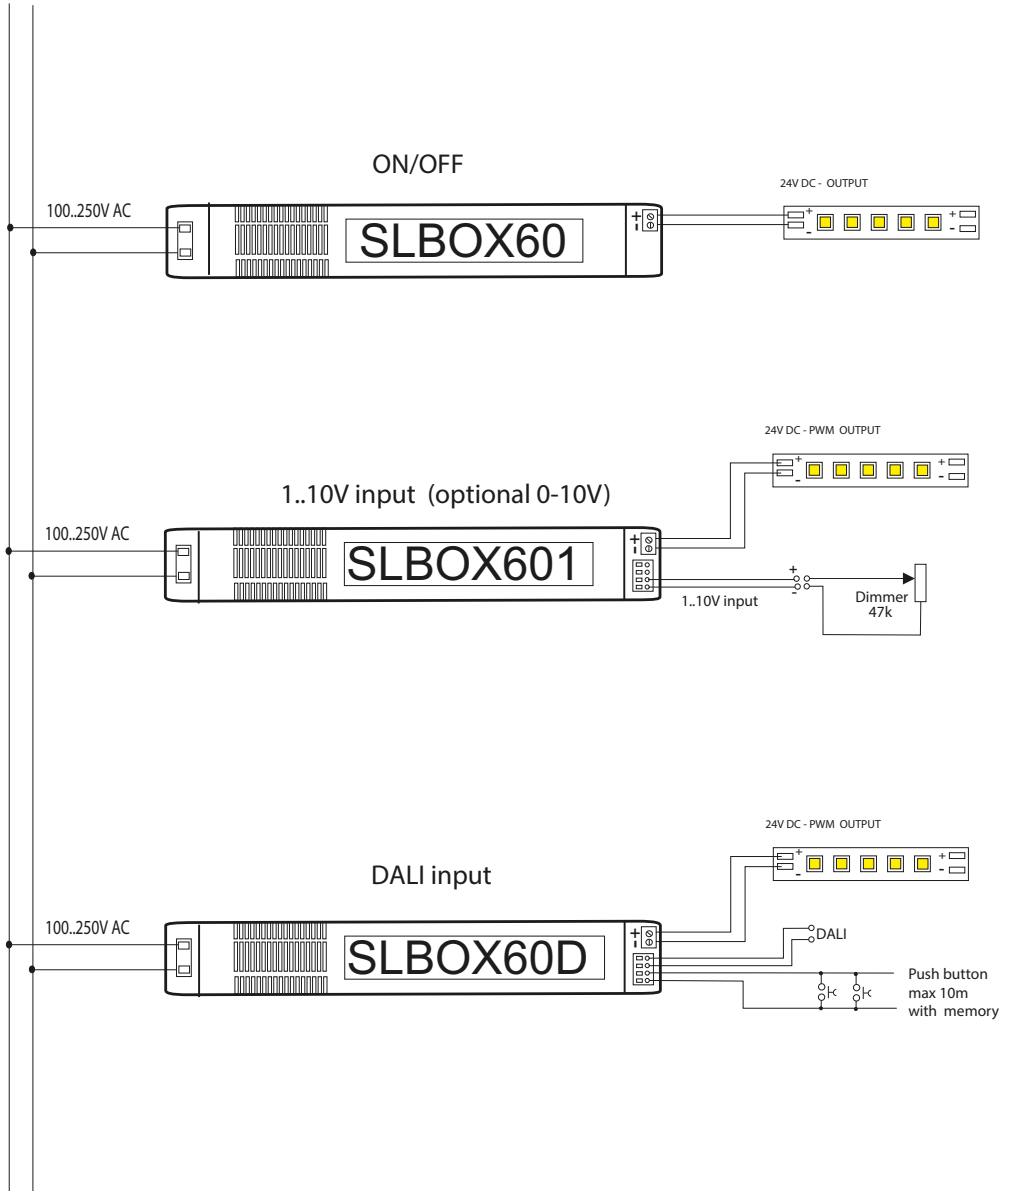 ON/OFF
24V DC - OUTPUT
100..250V AC
+
-
SLBOX60
+
-
+
-
24V DC - PWM OUTPUT
+
-
+
-
1..10V input (optional 0-10V)
100..250V AC
SLBOX601
+
-
+
-
1..10V input
Dimmer
47k
24V DC - PWM OUTPUT
+
-
+
-
DALI input
100..250V AC
SLBOX60D
+
-
DALI
Push button
max 10m
with memory